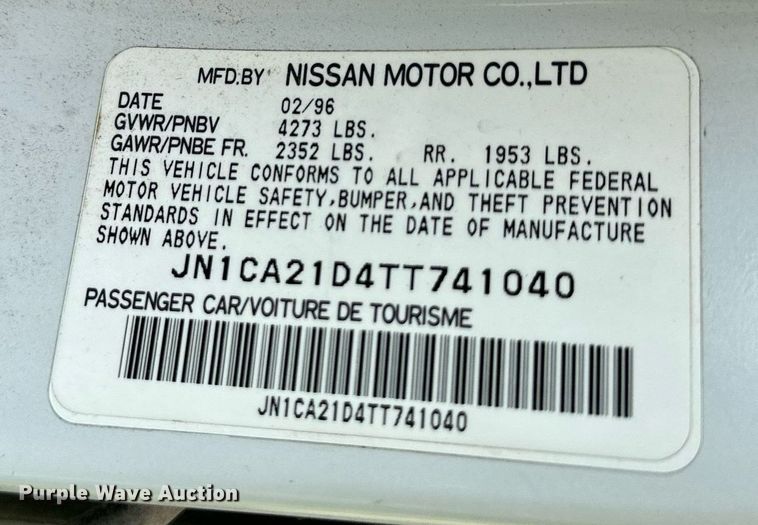 MFD.BY NISSAN MOTOR CO.,LTD
DATE 02/96
GVWR/PNBV 4273 LBS.
GAWR/PNBE FR. 2352 LBS. RR. 1953 LBS.
THIS VEHICLE CONFORMS TO ALL APPLICABLE FEDERAL
MOTOR VEHICLE SAFETY,BUMPER,AND THEFT PREVENTION
STANDARDS IN EFFECT ON THE DATE OF MANUFACTURE
SHOWN ABOVE.
JN1CA21D4TT741040
PASSENGER CAR/VOITURE DE TOURISME
JN1CA21D4TT741040
Purple Wave Auction